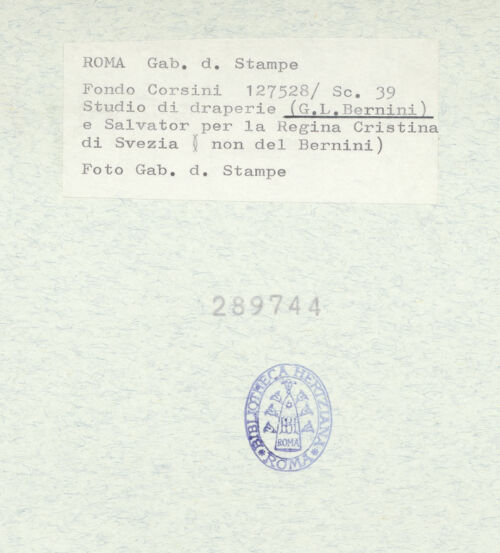 ROMA Gab. d. Stampe
Fondo Corsini 127528/ Sc. 39
Studio di draperie (G.L.Bernini)
e Salvator per la Regina Cristina
di Svezia ( non del Bernini)
Foto Gab. d. Stampe
289744
BIBLIOTHECA HERTZIANA
ROMA
ROMA